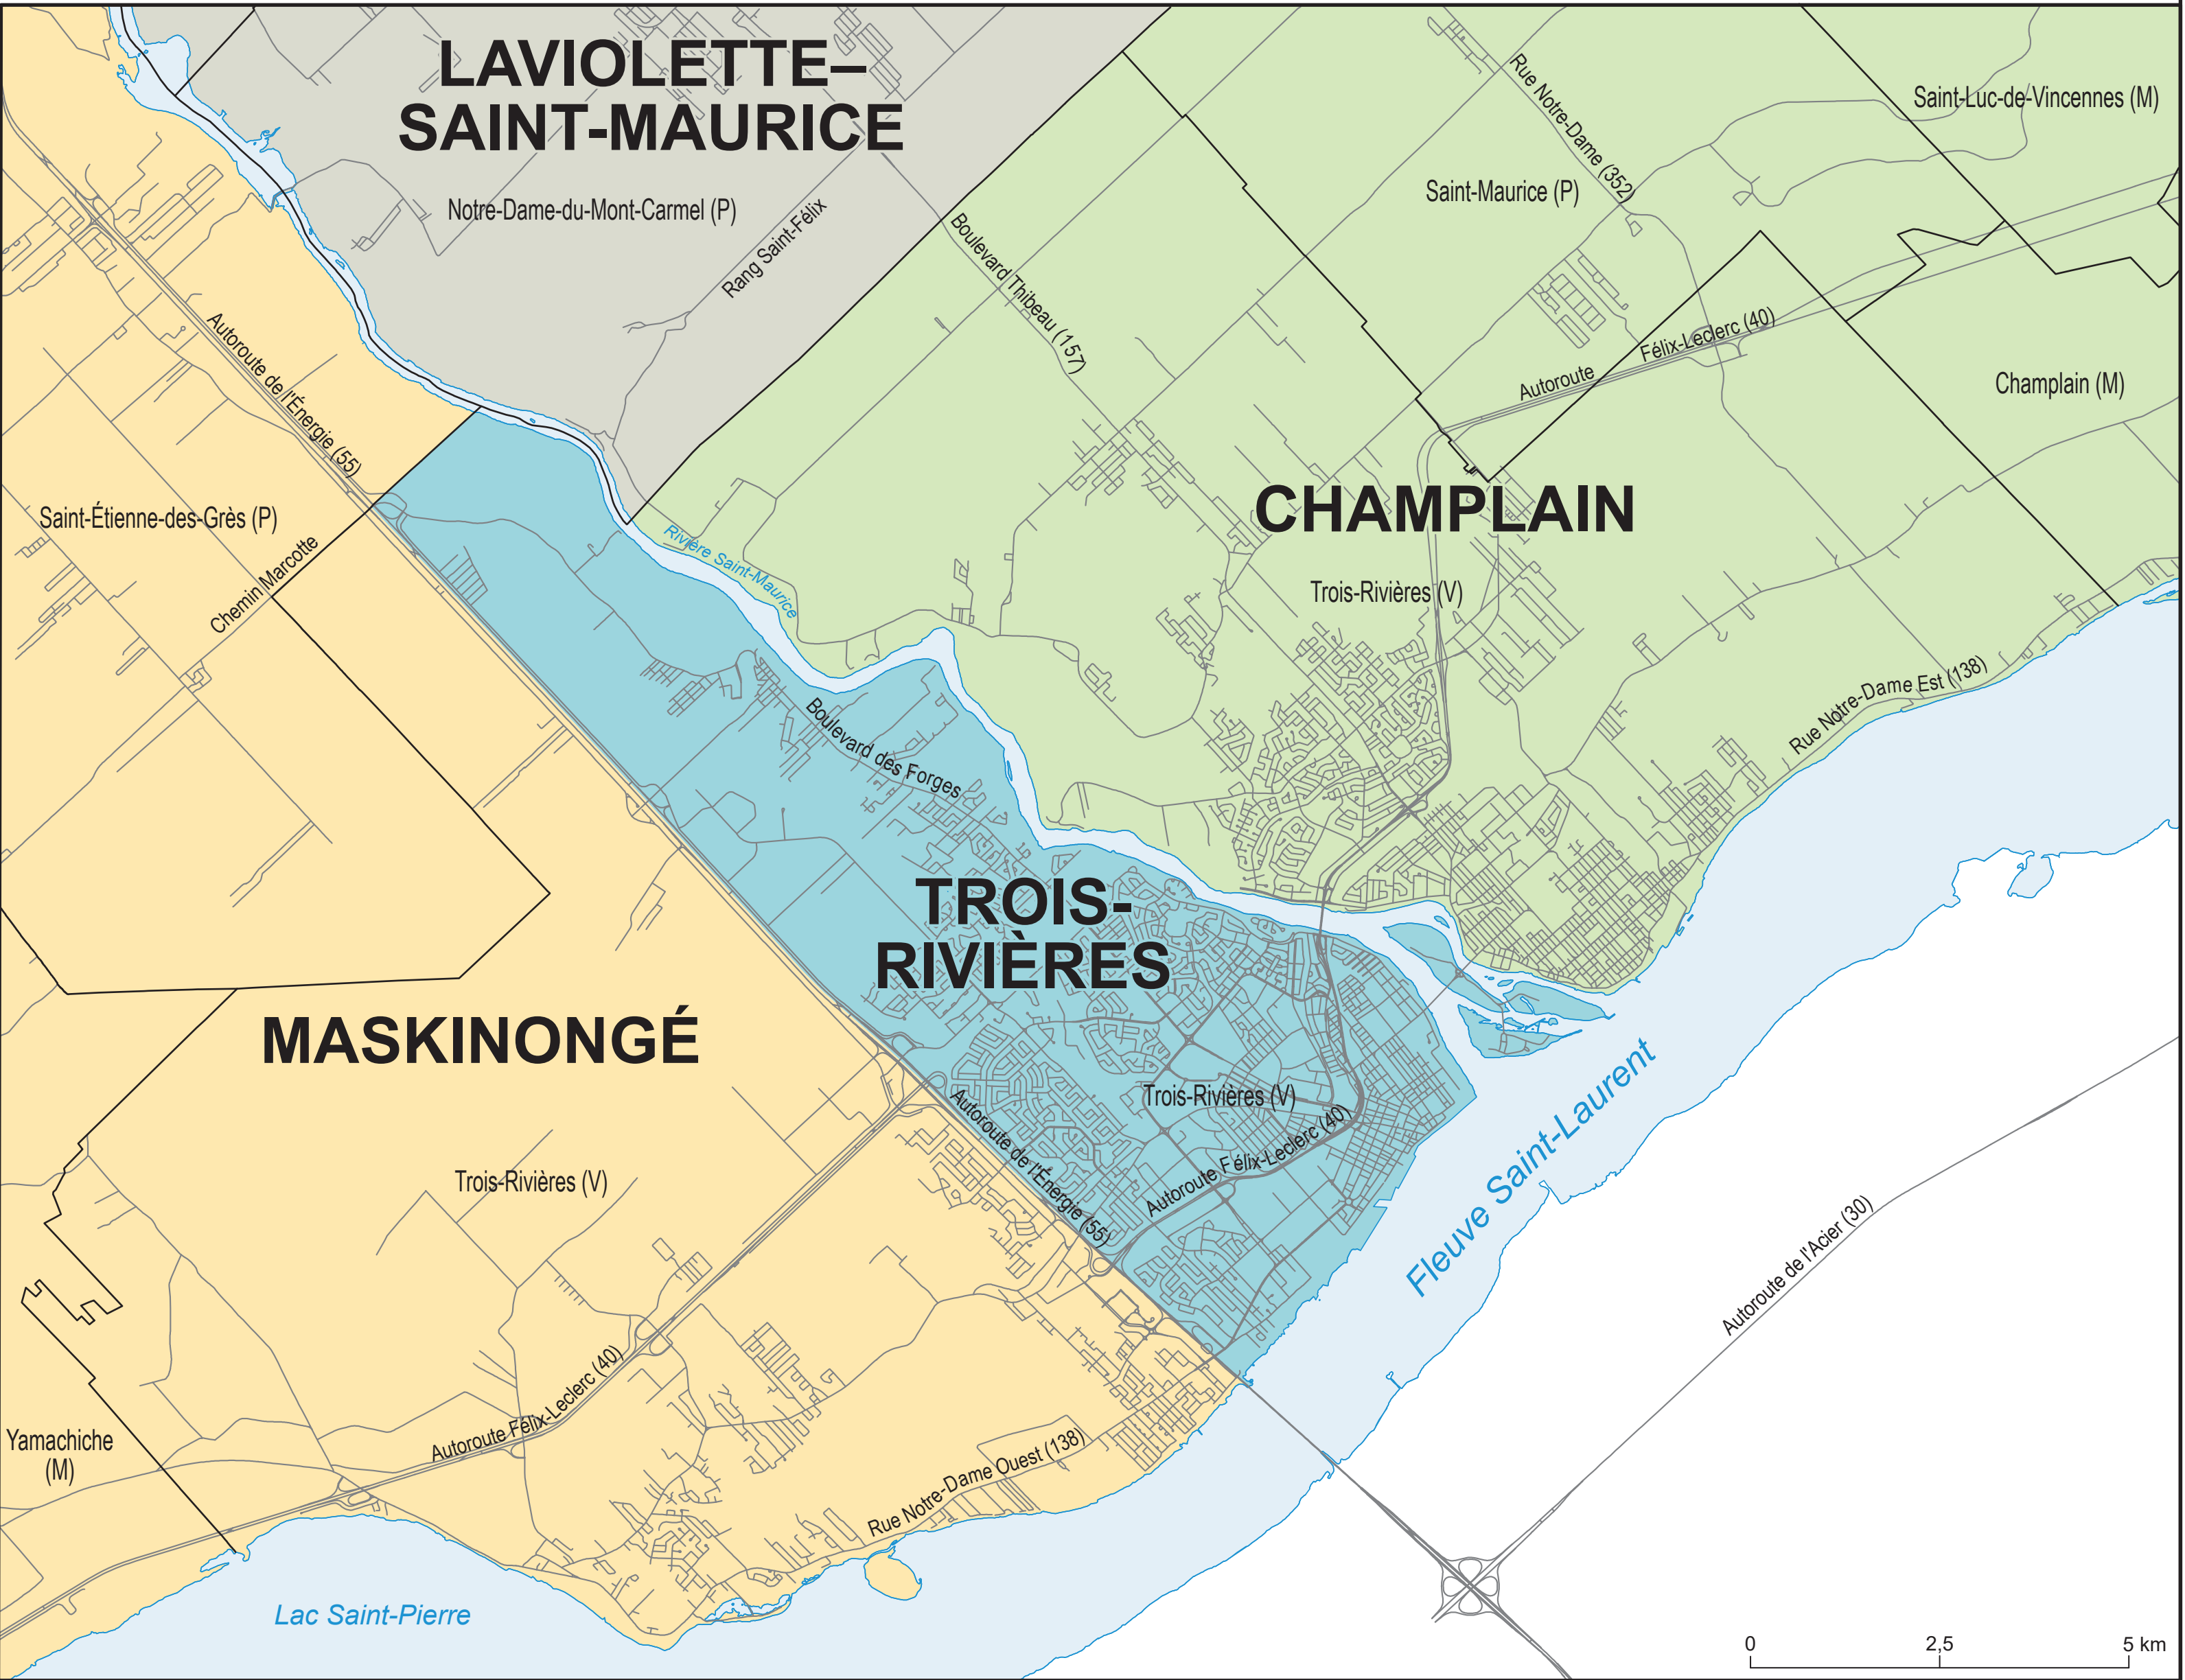 LAVIOLETTE–
SAINT-MAURICE
Notre-Dame-du-Mont-Carmel (P)
Rang Saint-Félix
Rue Notre-Dame (352)
Saint-Luc-de-Vincennes (M)
Saint-Maurice (P)
Boulevard Thibeau (157)
Autoroute de l'Énergie (55)
Autoroute
Félix-Leclerc (40)
Champlain (M)
Saint-Étienne-des-Grès (P)
Chemin Marcotte
Rivière Saint-Maurice
CHAMPLAIN
Trois-Rivières (V)
Rue Notre-Dame Est (138)
Boulevard des Forges
TROIS-
RIVIÈRES
MASKINONGÉ
Trois-Rivières (V)
Autoroute de l'Énergie (55)
Autoroute Félix-Leclerc (40)
Trois-Rivières (V)
Fleuve Saint-Laurent
Autoroute de l'Acier (30)
Autoroute Félix-Leclerc (40)
Yamachiche
(M)
Rue Notre-Dame Ouest (138)
Lac Saint-Pierre
0 2,5 5 km